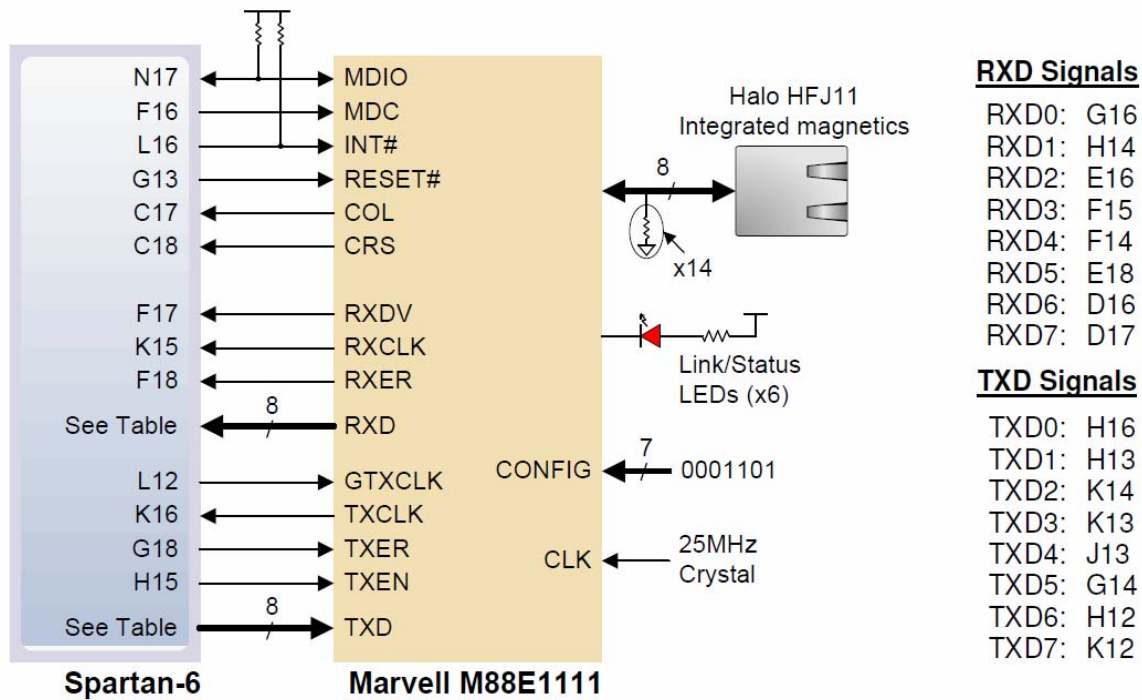 N17 MDIO
F16 MDC
L16 INT#
G13 RESET#
C17 COL
C18 CRS
F17 RXDV
K15 RXCLK
F18 RXER
See Table 8 RXD
L12 GTXCLK
K16 TXCLK
G18 TXER
H15 TXEN
See Table 8 TXD
Spartan-6
Marvell M88E1111
Halo HFJ11
Integrated magnetics
8
x14
Link/Status
LEDs (x6)
7
CONFIG 0001101
CLK 25MHz
Crystal
RXD Signals
RXD0: G16
RXD1: H14
RXD2: E16
RXD3: F15
RXD4: F14
RXD5: E18
RXD6: D16
RXD7: D17
TXD Signals
TXD0: H16
TXD1: H13
TXD2: K14
TXD3: K13
TXD4: J13
TXD5: G14
TXD6: H12
TXD7: K12